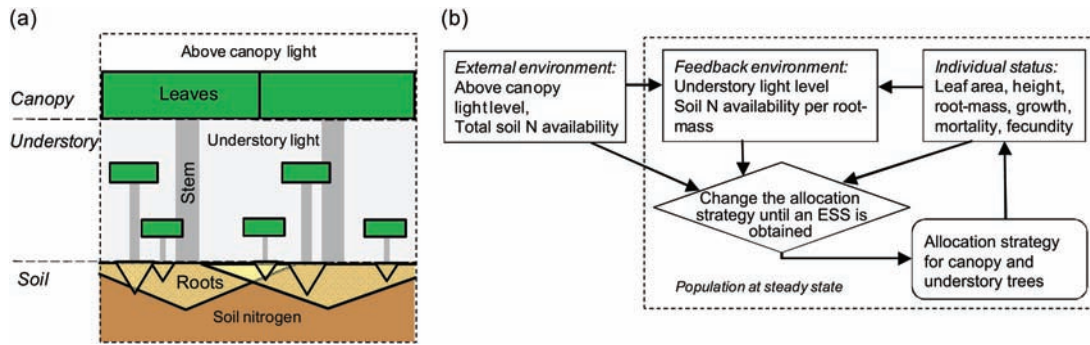 (a)
Above canopy light
Leaves
Canopy
Understory
Understory light
Stem
Soil
Roots
Soil nitrogen
(b)
External environment:
Above canopy
light level,
Total soil N availability
Feedback environment:
Understory light level
Soil N availability per root-
mass
Individual status:
Leaf area, height,
root-mass, growth,
mortality, fecundity
Change the allocation
strategy until an ESS is
obtained
Allocation strategy
for canopy and
understory trees
Population at steady state